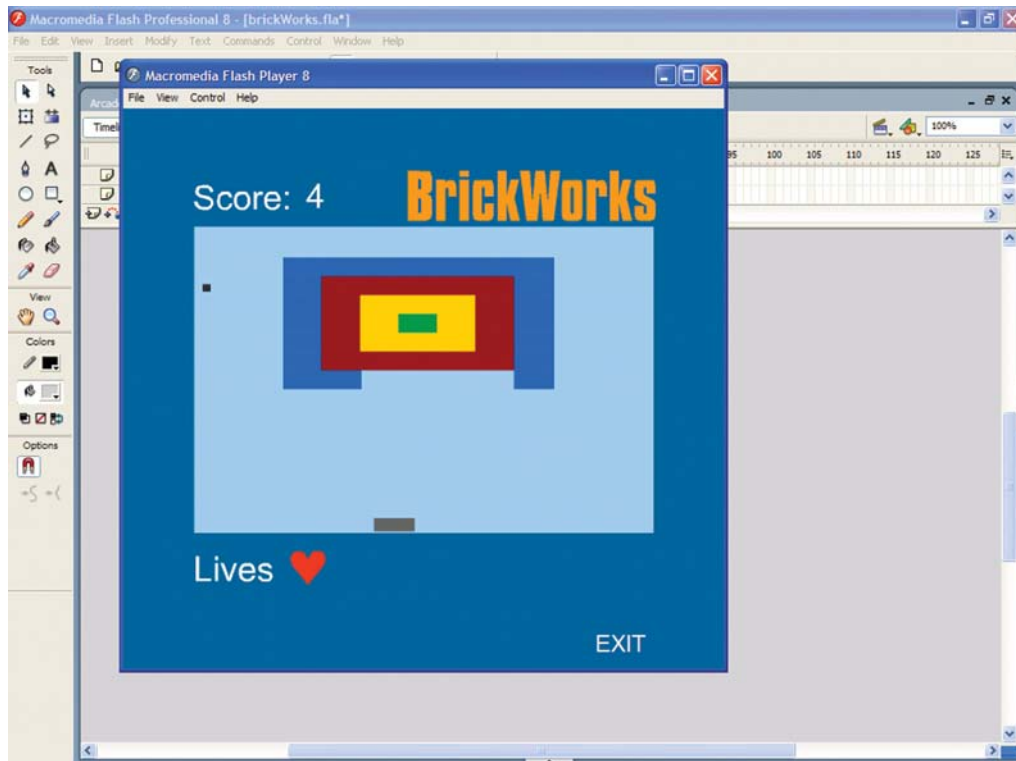 Macromedia Flash Professional 8 - [brickWorks.fla*]
File Edit View Insert Modify Text Commands Control Window Help
Tools
Macromedia Flash Player 8
File View Control Help
Arcad
Timel
100%
95 100 105 110 115 120 125
Score: 4
BrickWorks
View
Colors
Options
Lives
EXIT